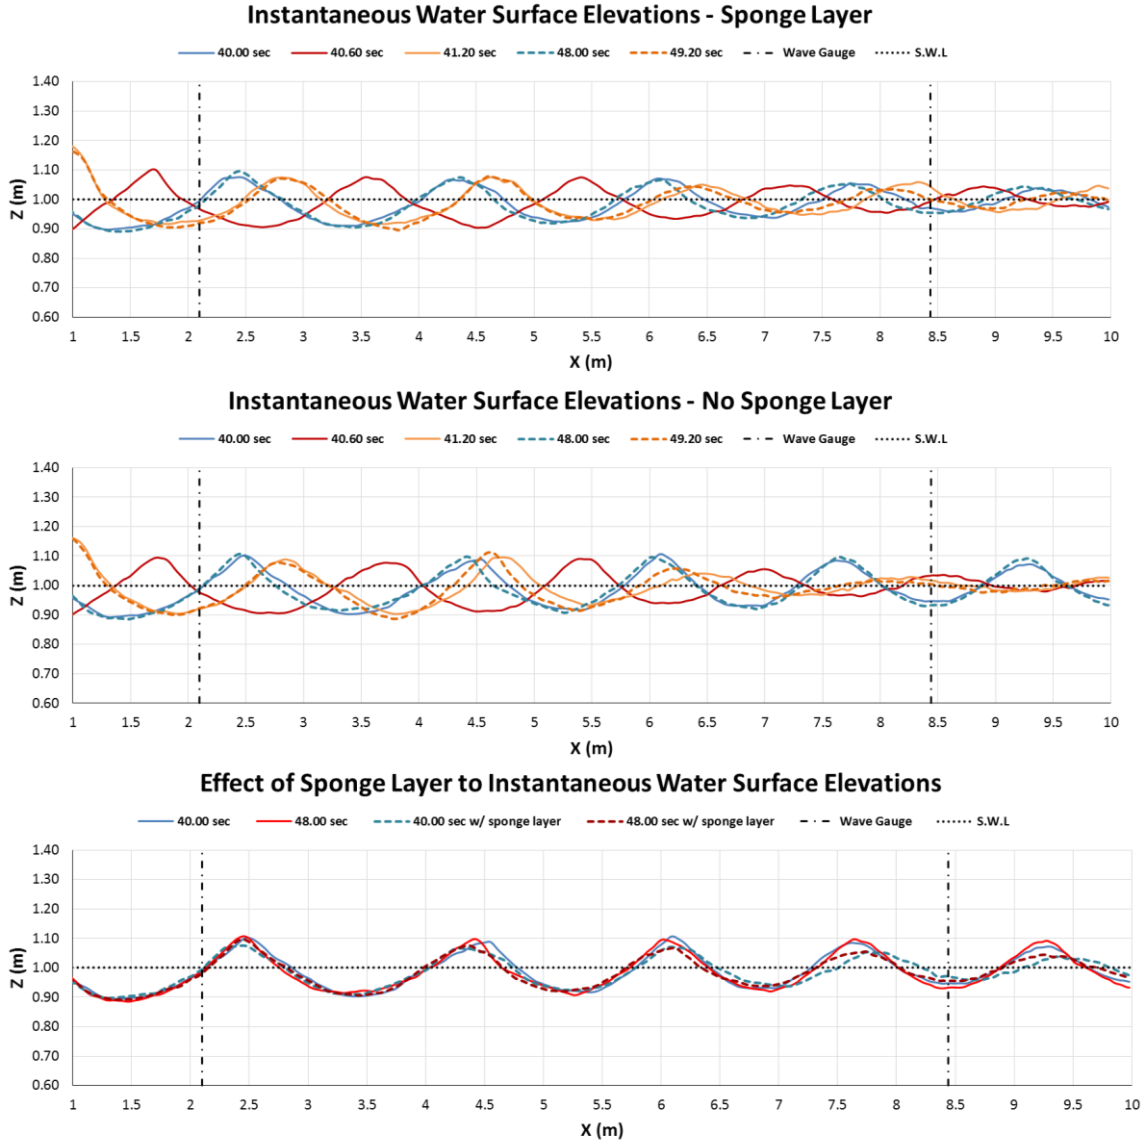 Instantaneous Water Surface Elevations - Sponge Layer
40.00 sec 40.60 sec 41.20 sec 48.00 sec 49.20 sec Wave Gauge S.W.L
1.40
1.30
1.20
1.10
1.00
0.90
0.80
0.70
0.60
Z (m)
1 1.5 2 2.5 3 3.5 4 4.5 5 5.5 6 6.5 7 7.5 8 8.5 9 9.5 10
X (m)
Instantaneous Water Surface Elevations - No Sponge Layer
40.00 sec 40.60 sec 41.20 sec 48.00 sec 49.20 sec Wave Gauge S.W.L
1.40
1.30
1.20
1.10
1.00
0.90
0.80
0.70
0.60
Z (m)
1 1.5 2 2.5 3 3.5 4 4.5 5 5.5 6 6.5 7 7.5 8 8.5 9 9.5 10
X (m)
Effect of Sponge Layer to Instantaneous Water Surface Elevations
40.00 sec 48.00 sec 40.00 sec w/ sponge layer 48.00 sec w/ sponge layer Wave Gauge S.W.L
1.40
1.30
1.20
1.10
1.00
0.90
0.80
0.70
0.60
Z (m)
1 1.5 2 2.5 3 3.5 4 4.5 5 5.5 6 6.5 7 7.5 8 8.5 9 9.5 10
X (m)